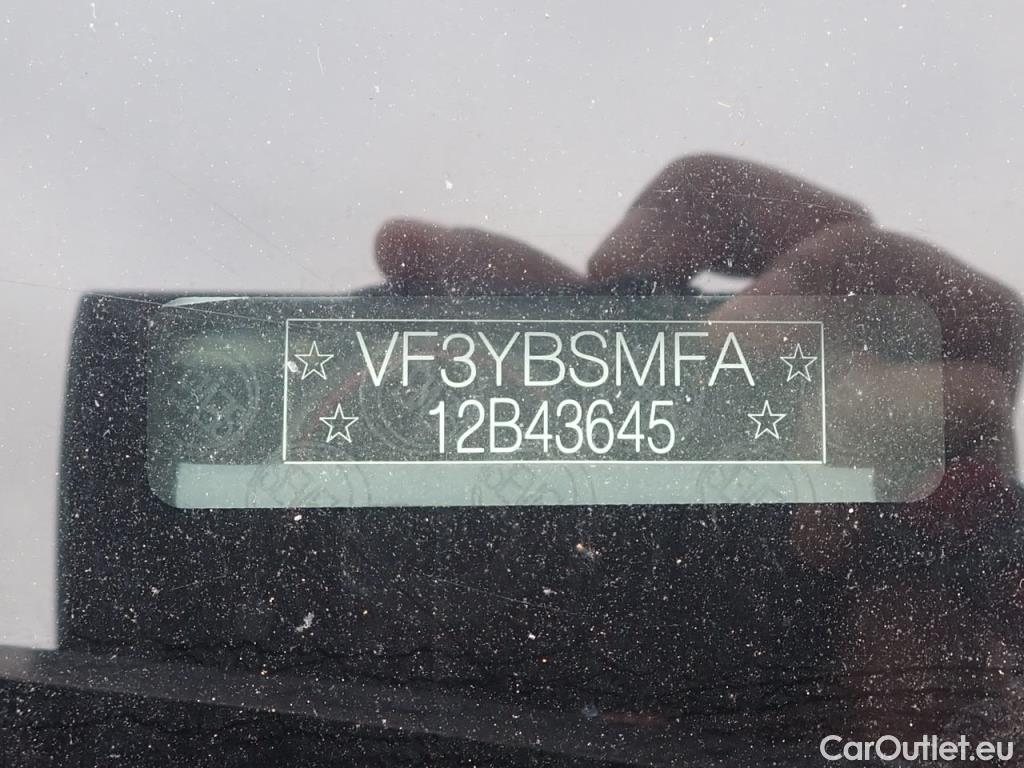 ☆ VF3YBSMFA ☆
☆ 12B43645 ☆
CarOutlet.eu